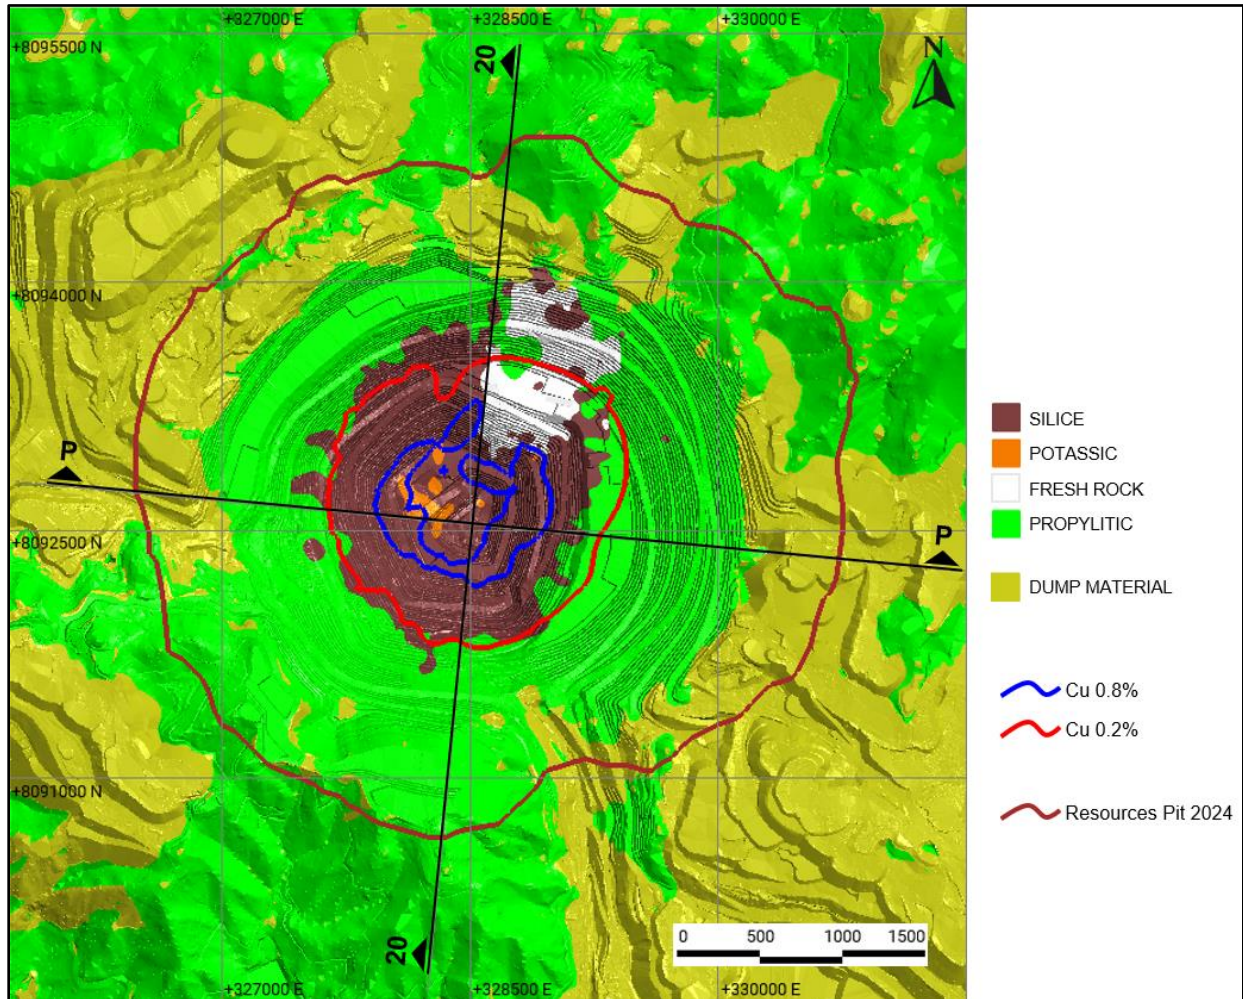 +327000 E
+328500 E
+330000 E
+8095500 N
N
20
+8094000 N
P
+8092500 N
P
+8091000 N
20
0 500 1000 1500
+327000 E
+328500 E
+330000 E
SILICE
POTASSIC
FRESH ROCK
PROPYLITIC
DUMP MATERIAL
Cu 0.8%
Cu 0.2%
Resources Pit 2024